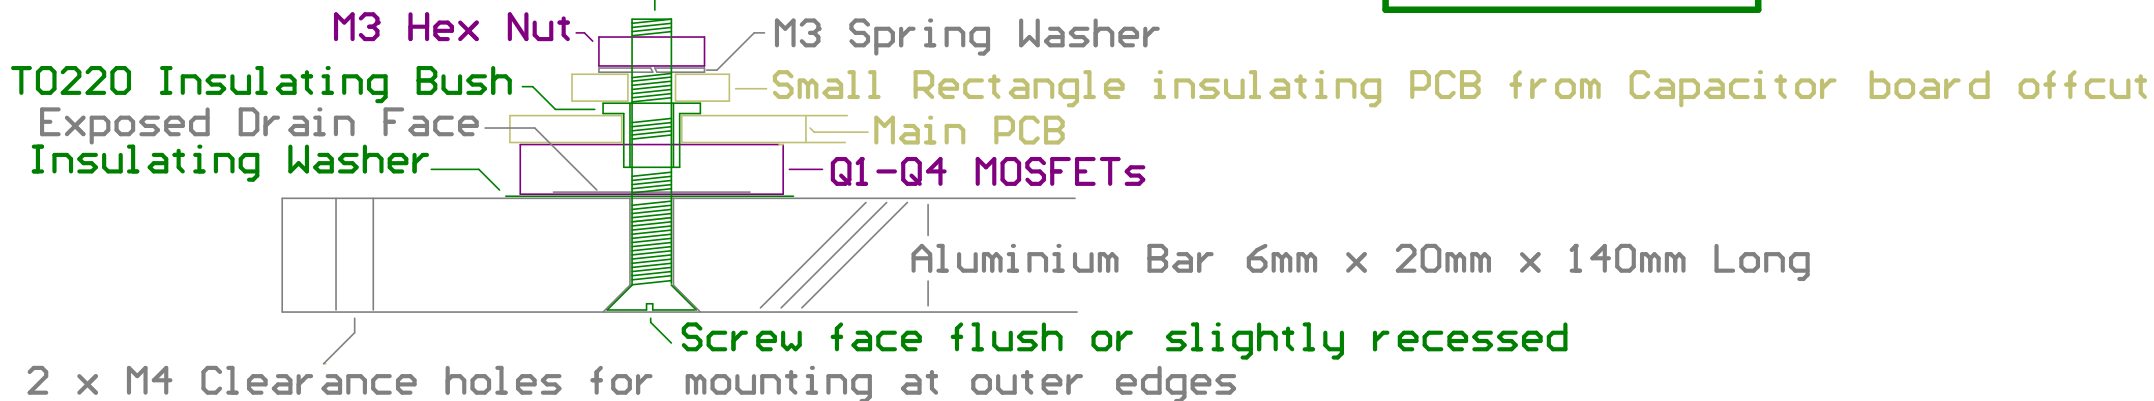 M3 Hex Nut
M3 Spring Washer
TO220 Insulating Bush
Small Rectangle insulating PCB from Capacitor board offcut
Exposed Drain Face
Main PCB
Insulating Washer
Q1-Q4 MOSFETs
Aluminium Bar 6mm x 20mm x 140mm Long
Screw face flush or slightly recessed
2 x M4 Clearance holes for mounting at outer edges